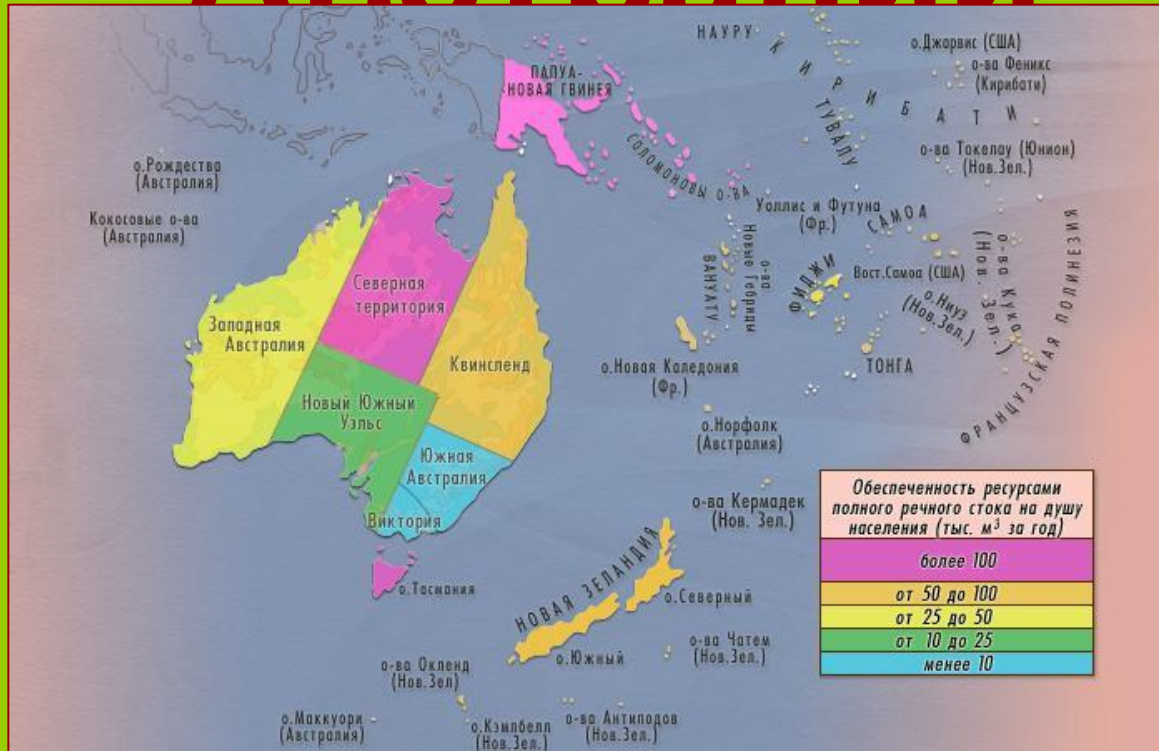 НАУРУ
КИРИБАТИ
ТУВАЛУ
о.Джарвис (США)
о-ва Феникс
(Кирибати)
о-ва Токелау (Юнион)
(Нов.Зел.)
ПАПУА-
НОВАЯ ГВИНЕЯ
СОЛОМОНОВЫ О-ВА
о.Рождества
(Австралия)
Кокосовые о-ва
(Австралия)
Уоллис и Футуна
(Фр.)
САМОА
Вост.Самоа (США)
о.Ниуэ
(Нов.Зел.)
о-ва Кука
(Нов. Зел.)
ФРАНЦУЗСКАЯ ПОЛИНЕЗИЯ
ВАНУАТУ
о-ва
Новые Гебриды
ФИДЖИ
ТОНГА
Северная
территория
Западная
Австралия
Квинсленд
о.Новая Каледония
(Фр.)
Новый Южный
Уэльс
о.Норфолк
(Австралия)
Южная
Австралия
Виктория
о-ва Кермадек
(Нов. Зел.)
о.Тасмания
НОВАЯ ЗЕЛАНДИЯ
о.Северный
о.Южный
о-ва Чатем
(Нов.Зел.)
о-ва Окленд
(Нов.Зел)
о.Маккуори
(Австралия)
о.Кэмпбелл
(Нов.Зел.)
о-ва Антиподов
(Нов.Зел.)
Обеспеченность ресурсами
полного речного стока на душу
населения (тыс. м³ за год)
более 100
от 50 до 100
от 25 до 50
от 10 до 25
менее 10